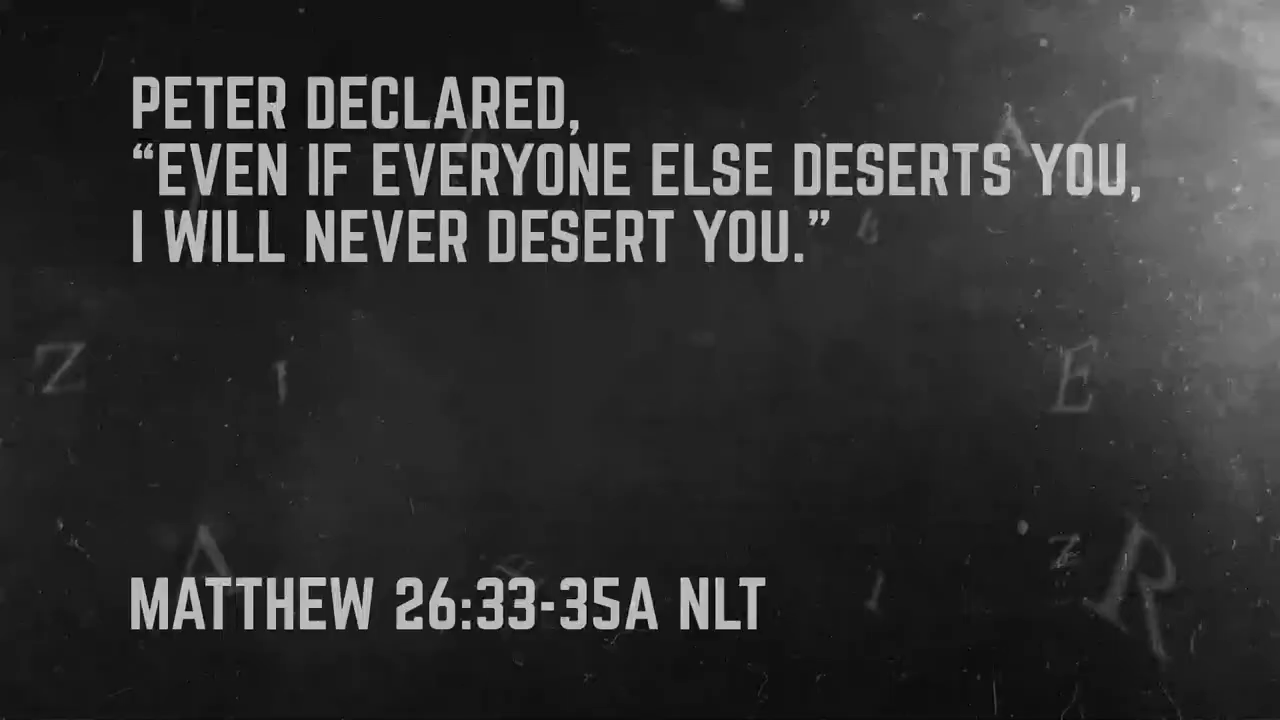 PETER DECLARED,
“EVEN IF EVERYONE ELSE DESERTS YOU,
I WILL NEVER DESERT YOU.”
MATTHEW 26:33-35A NLT